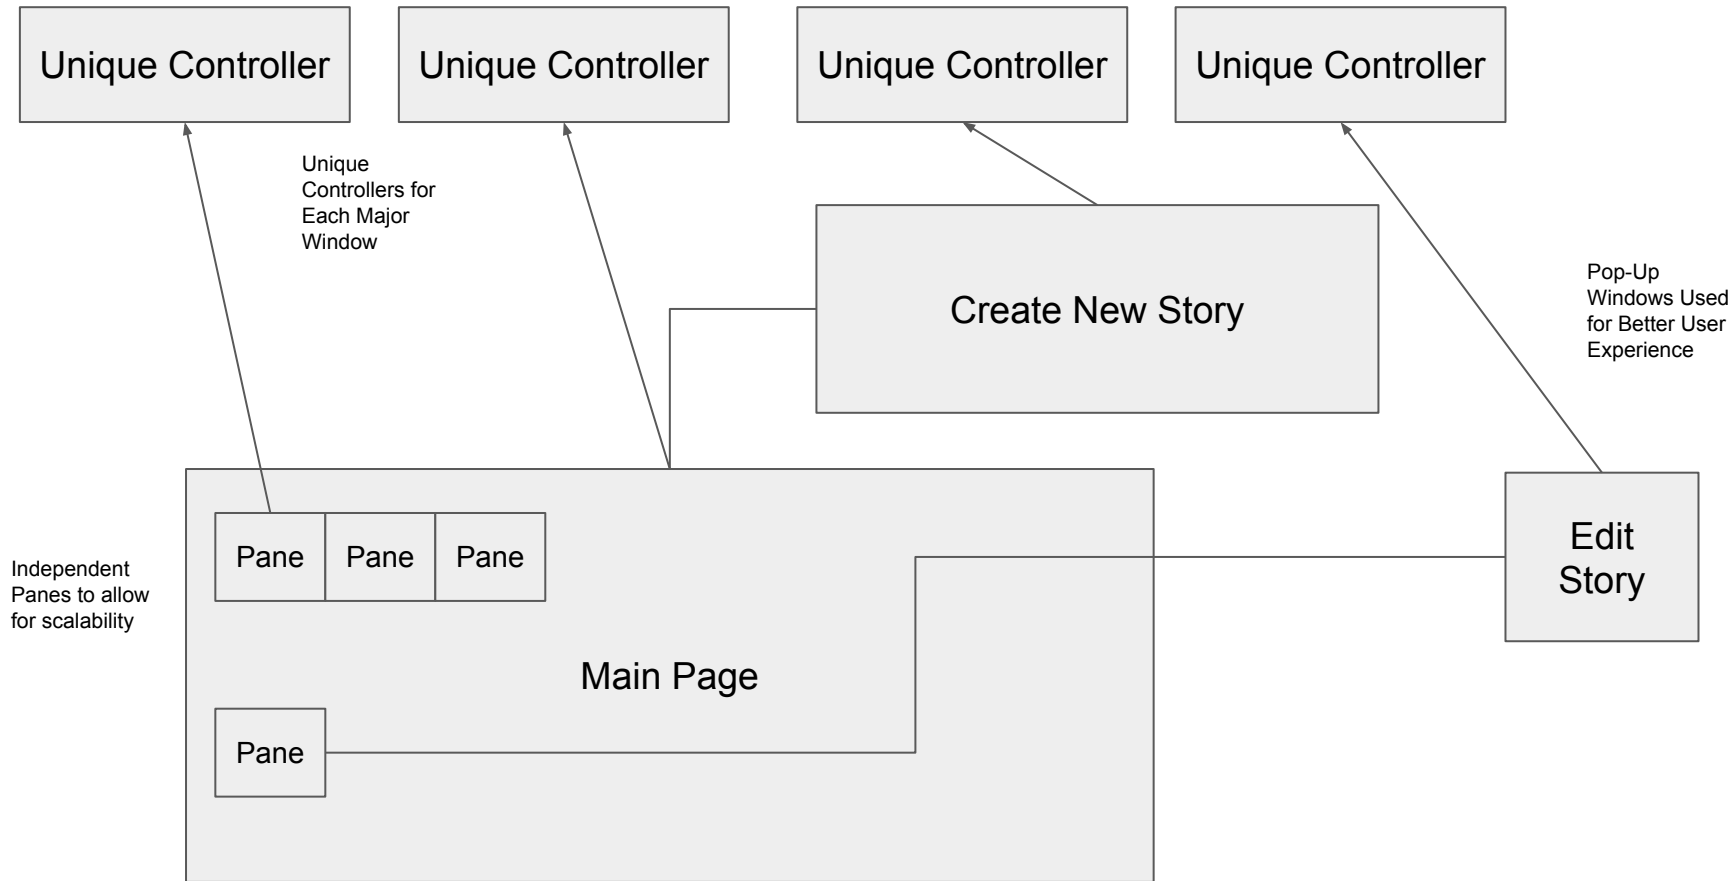 Unique Controller
Unique Controller
Unique Controller
Unique Controller
Unique
Controllers for
Each Major
Window
Create New Story
Pop-Up
Windows Used
for Better User
Experience
Pane
Pane
Pane
Edit
Story
Independent
Panes to allow
for scalability
Main Page
Pane